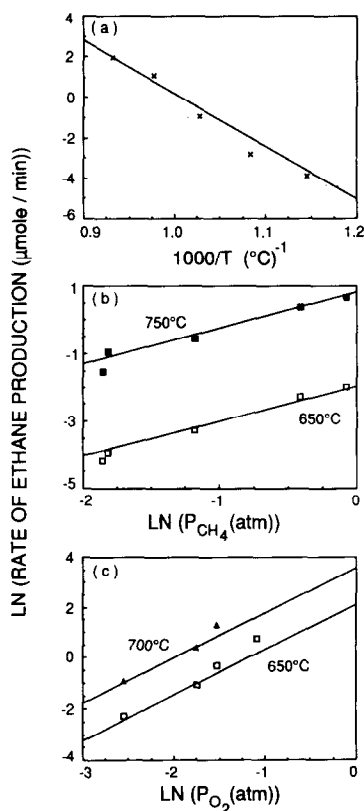 LN (RATE OF ETHANE PRODUCTION (μmole / min))
(a)
4
2
0
-2
-4
-6
0.9 1.0 1.1 1.2
1000/T (°C)⁻¹
(b)
1
-1
-3
-5
750°C
650°C
-2 -1 0
LN (P_CH₄ (atm))
(c)
4
2
0
-2
-4
700°C
650°C
-3 -2 -1 0
LN (P_O₂ (atm))